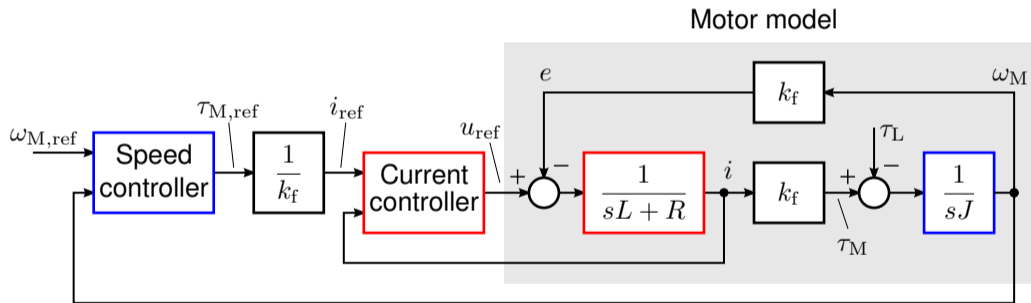 Motor model
e
k_f
ω_M
ω_M,ref
Speed
controller
τ_M,ref
1
k_f
i_ref
Current
controller
u_ref
+
−
1
sL + R
i
k_f
τ_M
+
−
τ_L
1
sJ